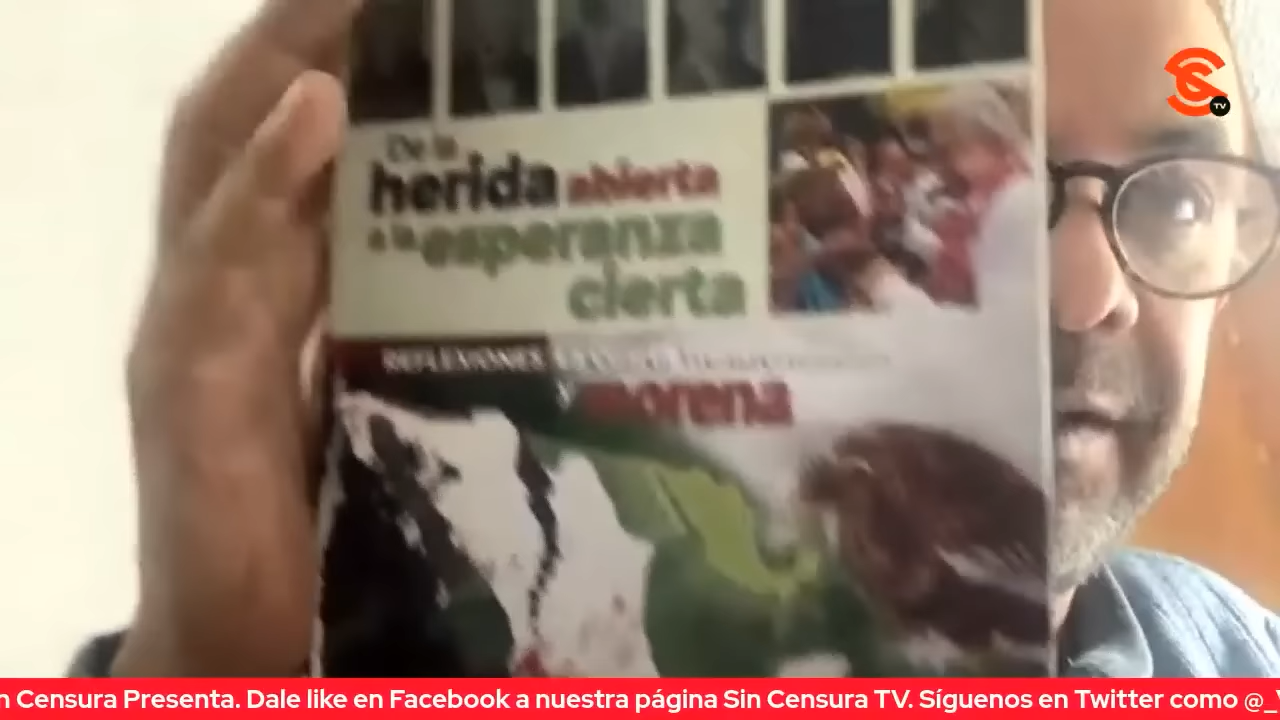 TV
De la
herida abierta
a la esperanza
cierta
REFLEXIONES
y morena
n Censura Presenta. Dale like en Facebook a nuestra página Sin Censura TV. Síguenos en Twitter como @_